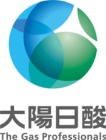 大陽日酸
The Gas Professionals